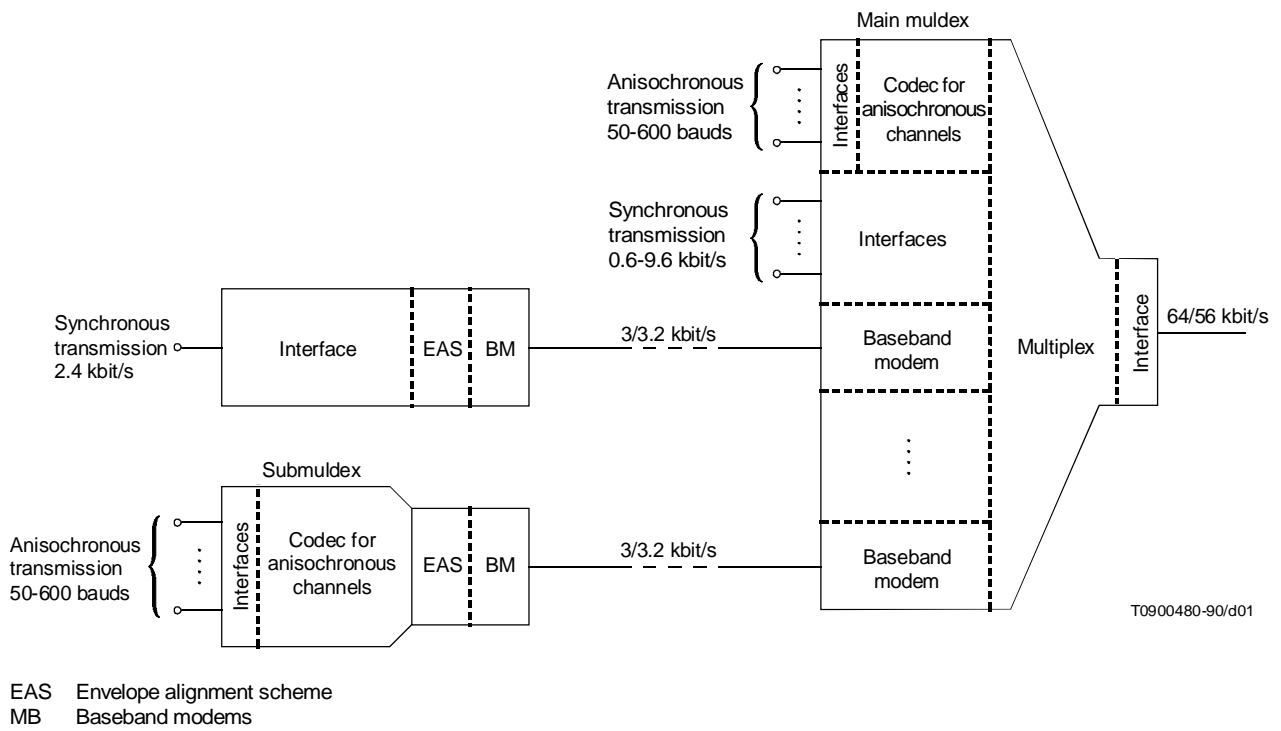 Main muldex
Anisochronous
transmission
50-600 bauds
Interfaces
Codec for
anisochronous
channels
Synchronous
transmission
0.6-9.6 kbit/s
Interfaces
Synchronous
transmission
2.4 kbit/s
Interface
EAS
BM
3/3.2 kbit/s
Baseband
modem
Multiplex
Interface
64/56 kbit/s
Submuldex
Anisochronous
transmission
50-600 bauds
Interfaces
Codec for
anisochronous
channels
EAS
BM
3/3.2 kbit/s
Baseband
modem
T0900480-90/d01
EAS Envelope alignment scheme
MB Baseband modems